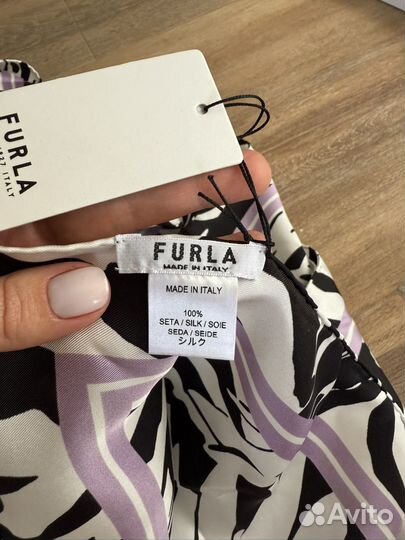 FURLA
1927 ITALY
FURLA
MADE IN ITALY
MADE IN ITALY
100%
SETA / SILK / SOIE
SEDA / SEIDE
シルク
Avito